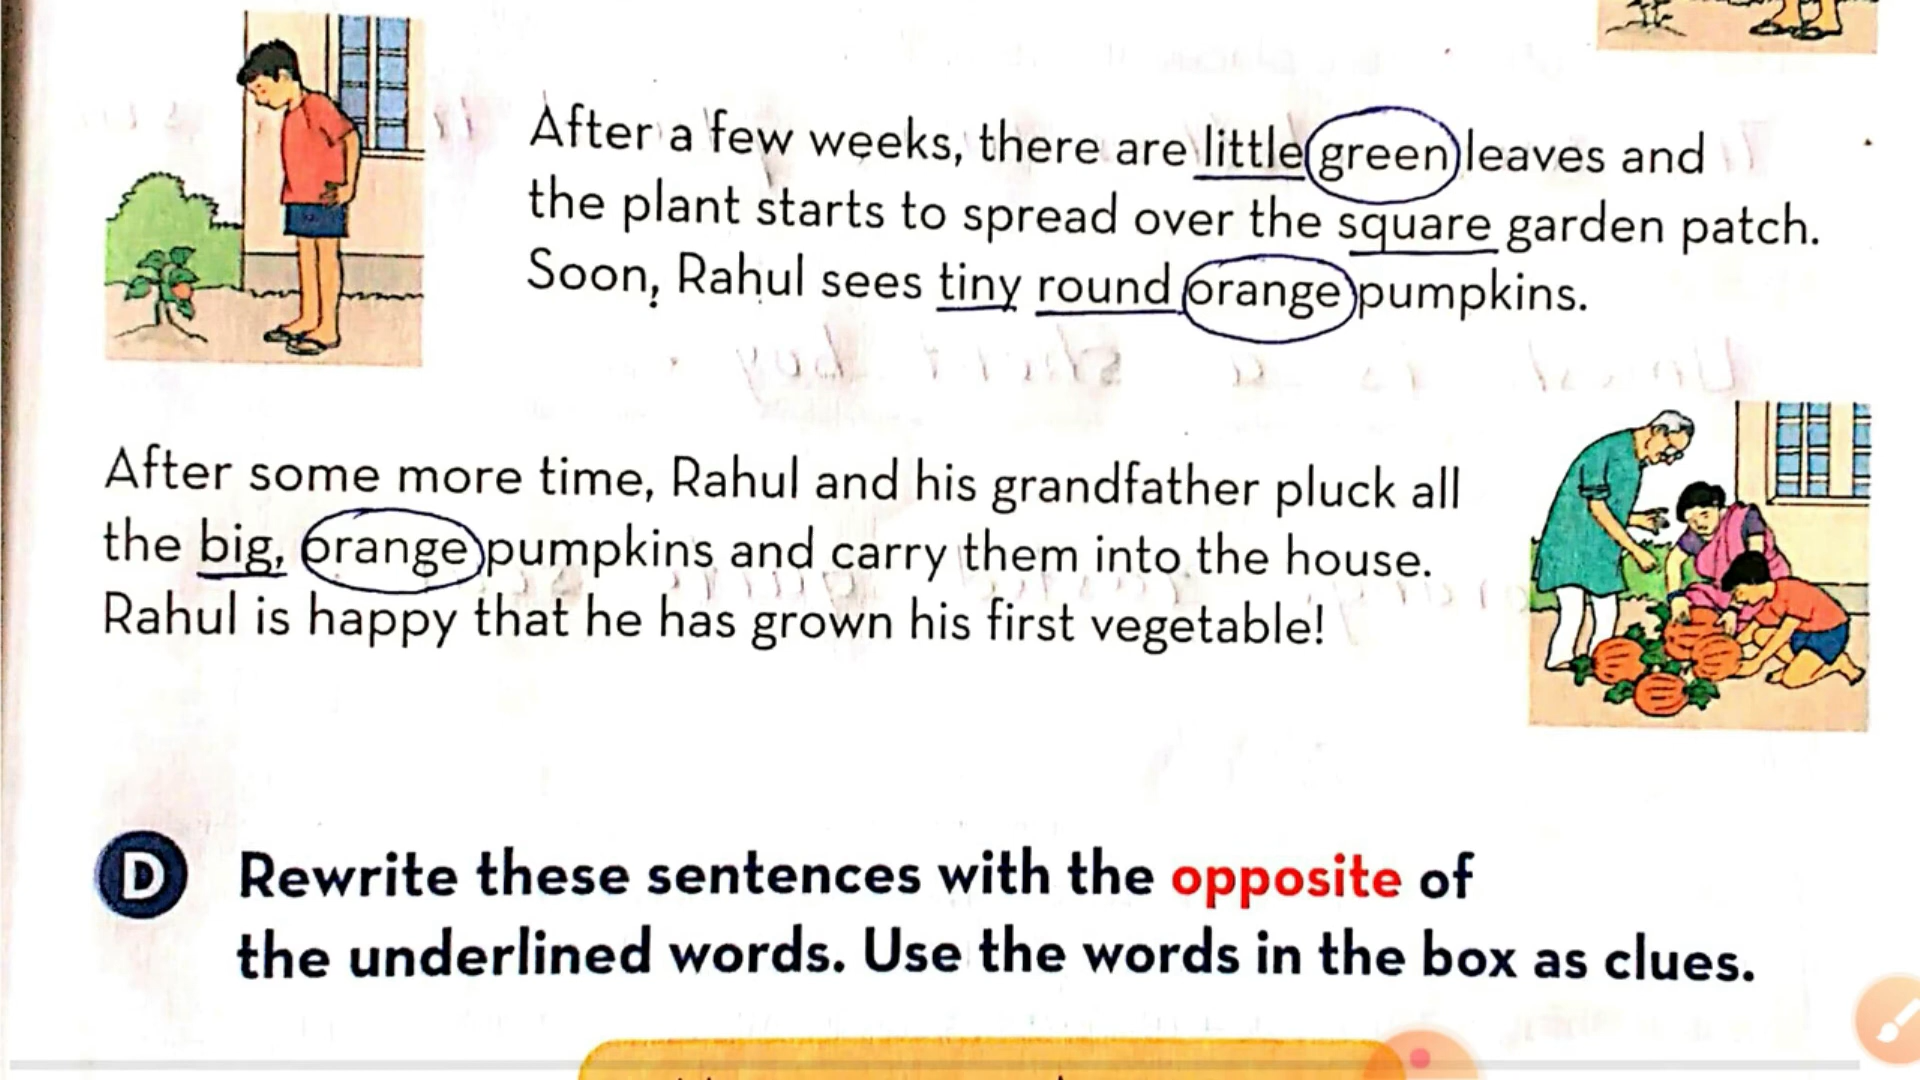 After a few weeks, there are little green leaves and
the plant starts to spread over the square garden patch.
Soon, Rahul sees tiny round orange pumpkins.
After some more time, Rahul and his grandfather pluck all
the big, orange pumpkins and carry them into the house.
Rahul is happy that he has grown his first vegetable!
D Rewrite these sentences with the opposite of
the underlined words. Use the words in the box as clues.